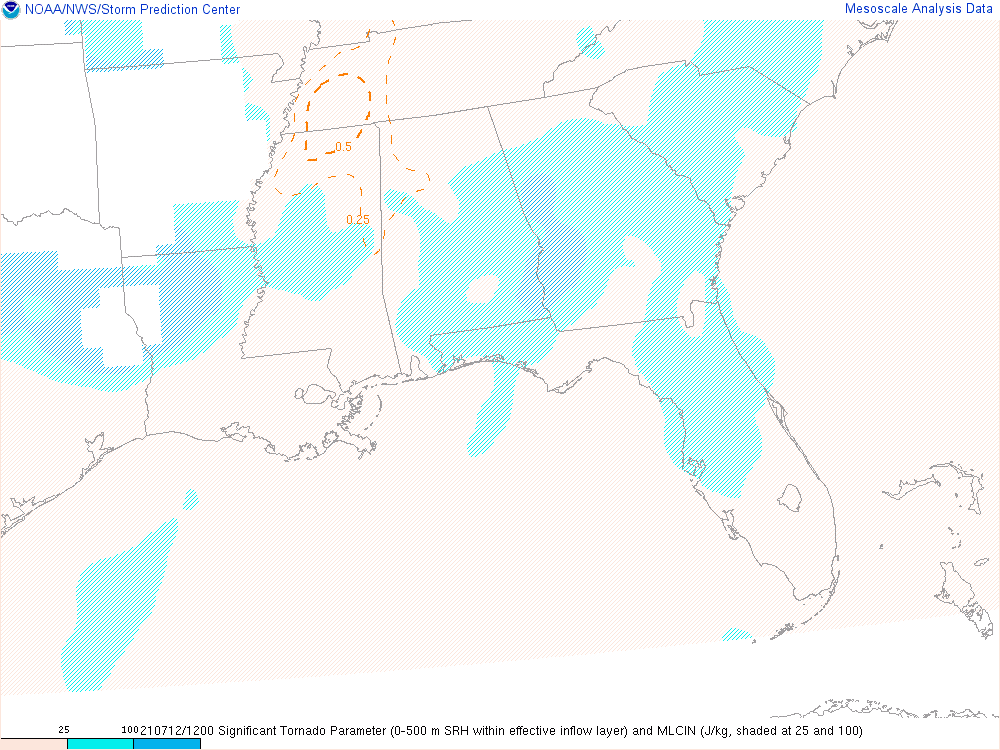 NOAA/NWS/Storm Prediction Center
Mesoscale Analysis Data
0.5
0.25
25 100 210712/1200 Significant Tornado Parameter (0-500 m SRH within effective inflow layer) and MLCIN (J/kg, shaded at 25 and 100)